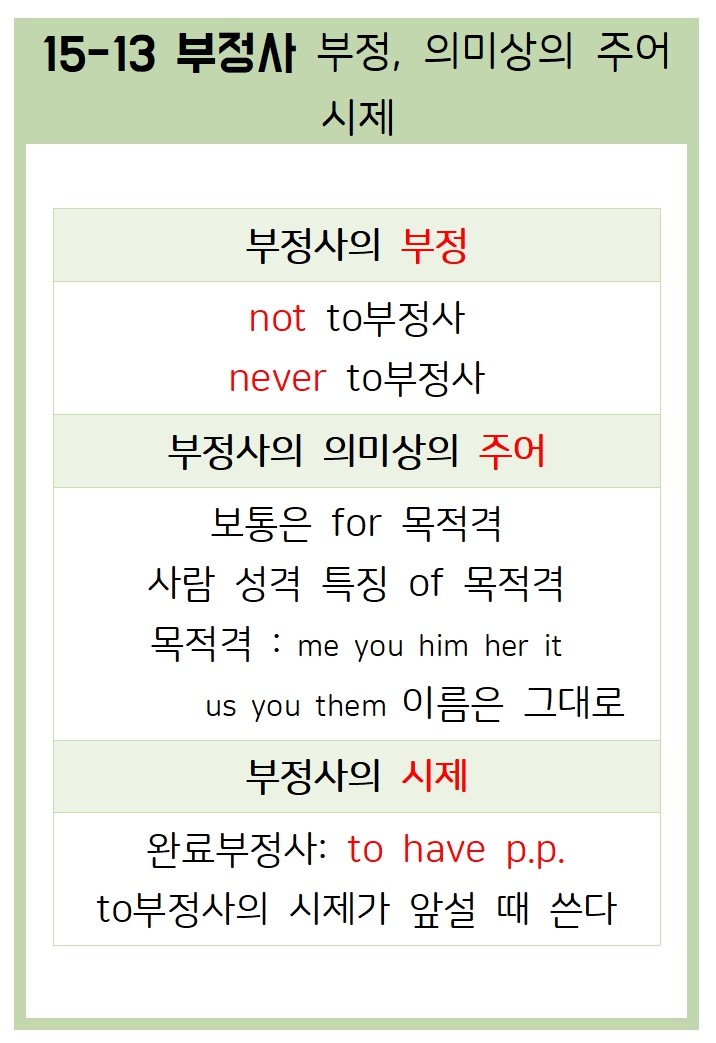 15-13 부정사 부정, 의미상의 주어
시제
부정사의 부정
not to부정사
never to부정사
부정사의 의미상의 주어
보통은 for 목적격
사람 성격 특징 of 목적격
목적격 : me you him her it
us you them 이름은 그대로
부정사의 시제
완료부정사: to have p.p.
to부정사의 시제가 앞설 때 쓴다